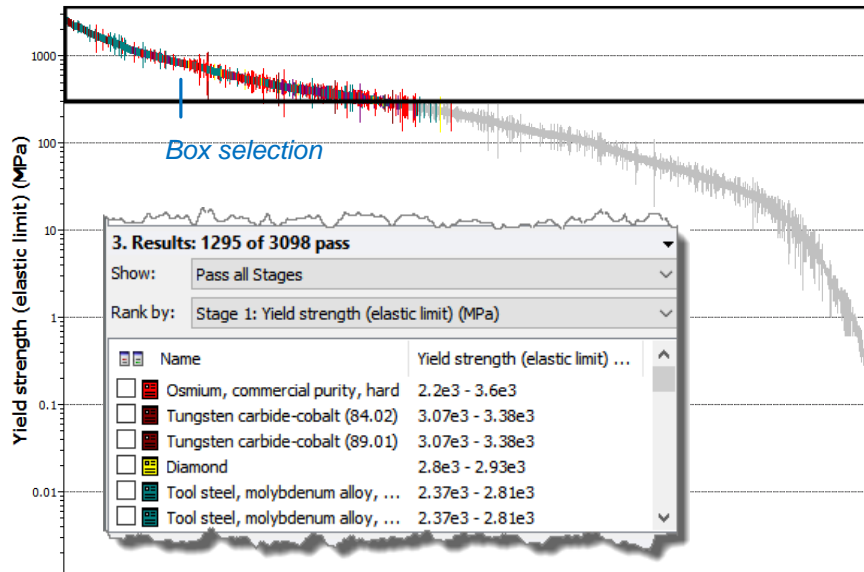 Yield strength (elastic limit) (MPa)
1000
100
10
1
0.1
0.01
Box selection
3. Results: 1295 of 3098 pass
Show: Pass all Stages
Rank by: Stage 1: Yield strength (elastic limit) (MPa)
Name Yield strength (elastic limit) ...
Osmium, commercial purity, hard 2.2e3 - 3.6e3
Tungsten carbide-cobalt (84.02) 3.07e3 - 3.38e3
Tungsten carbide-cobalt (89.01) 3.07e3 - 3.38e3
Diamond 2.8e3 - 2.93e3
Tool steel, molybdenum alloy, ... 2.37e3 - 2.81e3
Tool steel, molybdenum alloy, ... 2.37e3 - 2.81e3